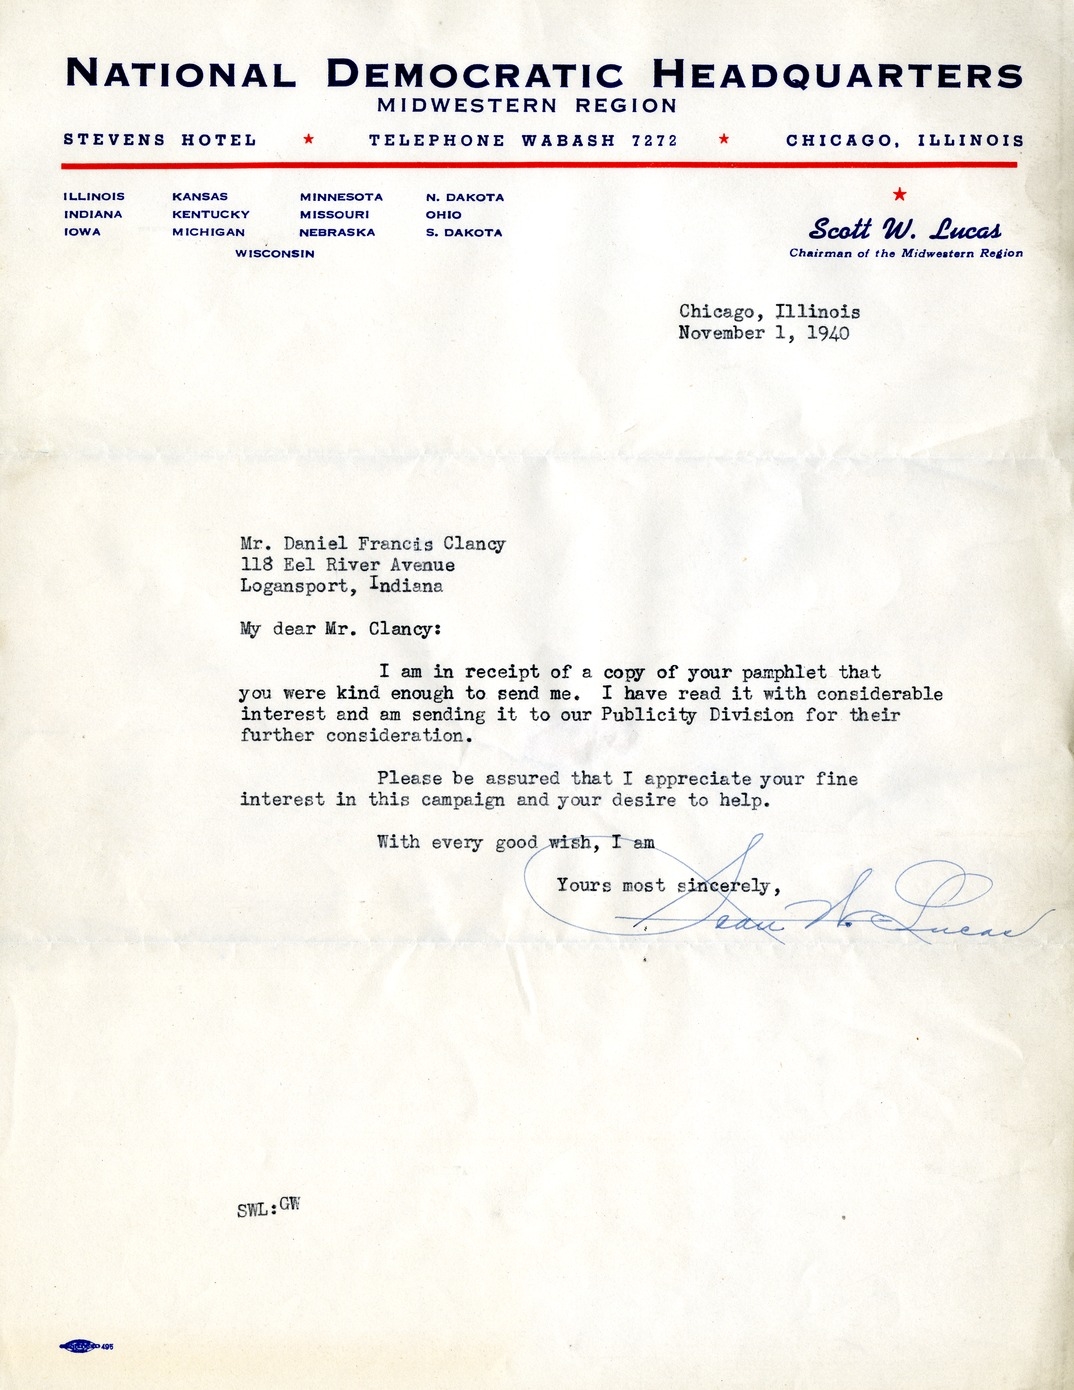 NATIONAL DEMOCRATIC HEADQUARTERS
MIDWESTERN REGION
STEVENS HOTEL ★ TELEPHONE WABASH 7272 ★ CHICAGO, ILLINOIS
ILLINOIS KANSAS MINNESOTA N. DAKOTA
INDIANA KENTUCKY MISSOURI OHIO
IOWA MICHIGAN NEBRASKA S. DAKOTA
WISCONSIN
★
Scott W. Lucas
Chairman of the Midwestern Region
Chicago, Illinois
November 1, 1940
Mr. Daniel Francis Clancy
118 Eel River Avenue
Logansport, Indiana
My dear Mr. Clancy:
I am in receipt of a copy of your pamphlet that
you were kind enough to send me. I have read it with considerable
interest and am sending it to our Publicity Division for their
further consideration.
Please be assured that I appreciate your fine
interest in this campaign and your desire to help.
With every good wish, I am
Yours most sincerely,
Scott W. Lucas
SWL:GW
495